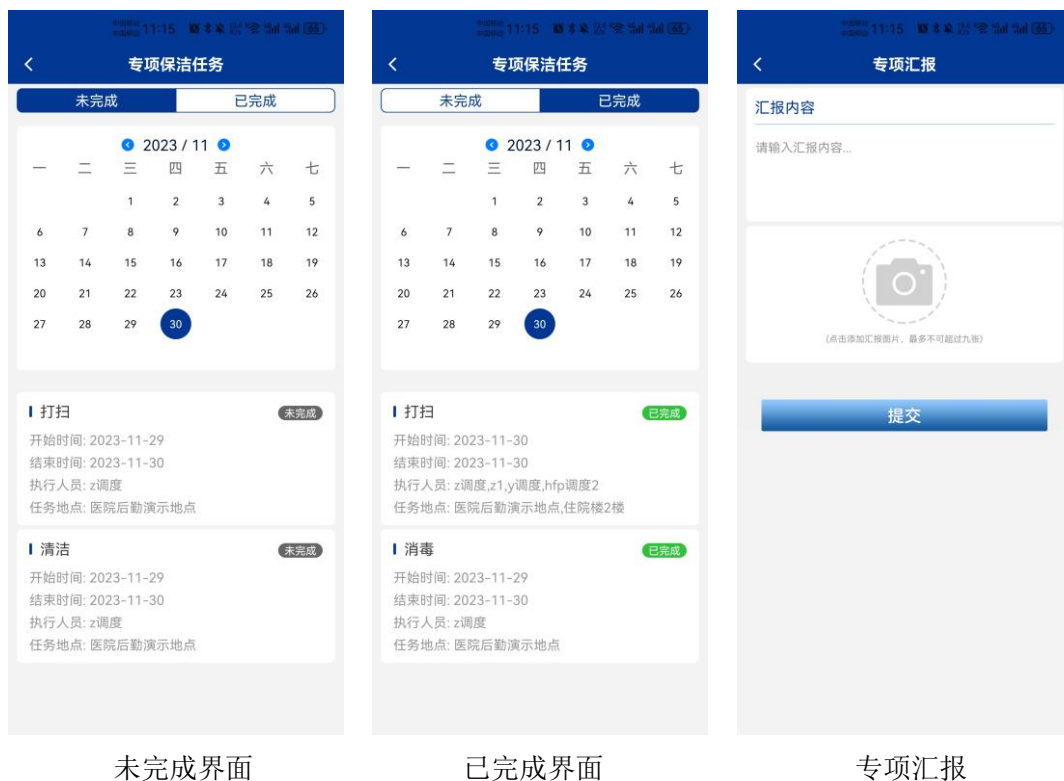 11:15
专项保洁任务
未完成 已完成
2023 / 11
一 二 三 四 五 六 七
1 2 3 4 5
6 7 8 9 10 11 12
13 14 15 16 17 18 19
20 21 22 23 24 25 26
27 28 29 30
打扫 未完成
开始时间: 2023-11-29
结束时间: 2023-11-30
执行人员: z调度
任务地点: 医院后勤演示地点
清洁 未完成
开始时间: 2023-11-29
结束时间: 2023-11-30
执行人员: z调度
任务地点: 医院后勤演示地点
未完成界面
11:15
专项保洁任务
未完成 已完成
2023 / 11
一 二 三 四 五 六 七
1 2 3 4 5
6 7 8 9 10 11 12
13 14 15 16 17 18 19
20 21 22 23 24 25 26
27 28 29 30
打扫 已完成
开始时间: 2023-11-30
结束时间: 2023-11-30
执行人员: z调度,z1,y调度,hfp调度2
任务地点: 医院后勤演示地点,住院楼2楼
消毒 已完成
开始时间: 2023-11-29
结束时间: 2023-11-30
执行人员: z调度
任务地点: 医院后勤演示地点
已完成界面
11:15
专项汇报
汇报内容
请输入汇报内容...
(点击添加汇报图片，最多不可超过九张)
提交
专项汇报